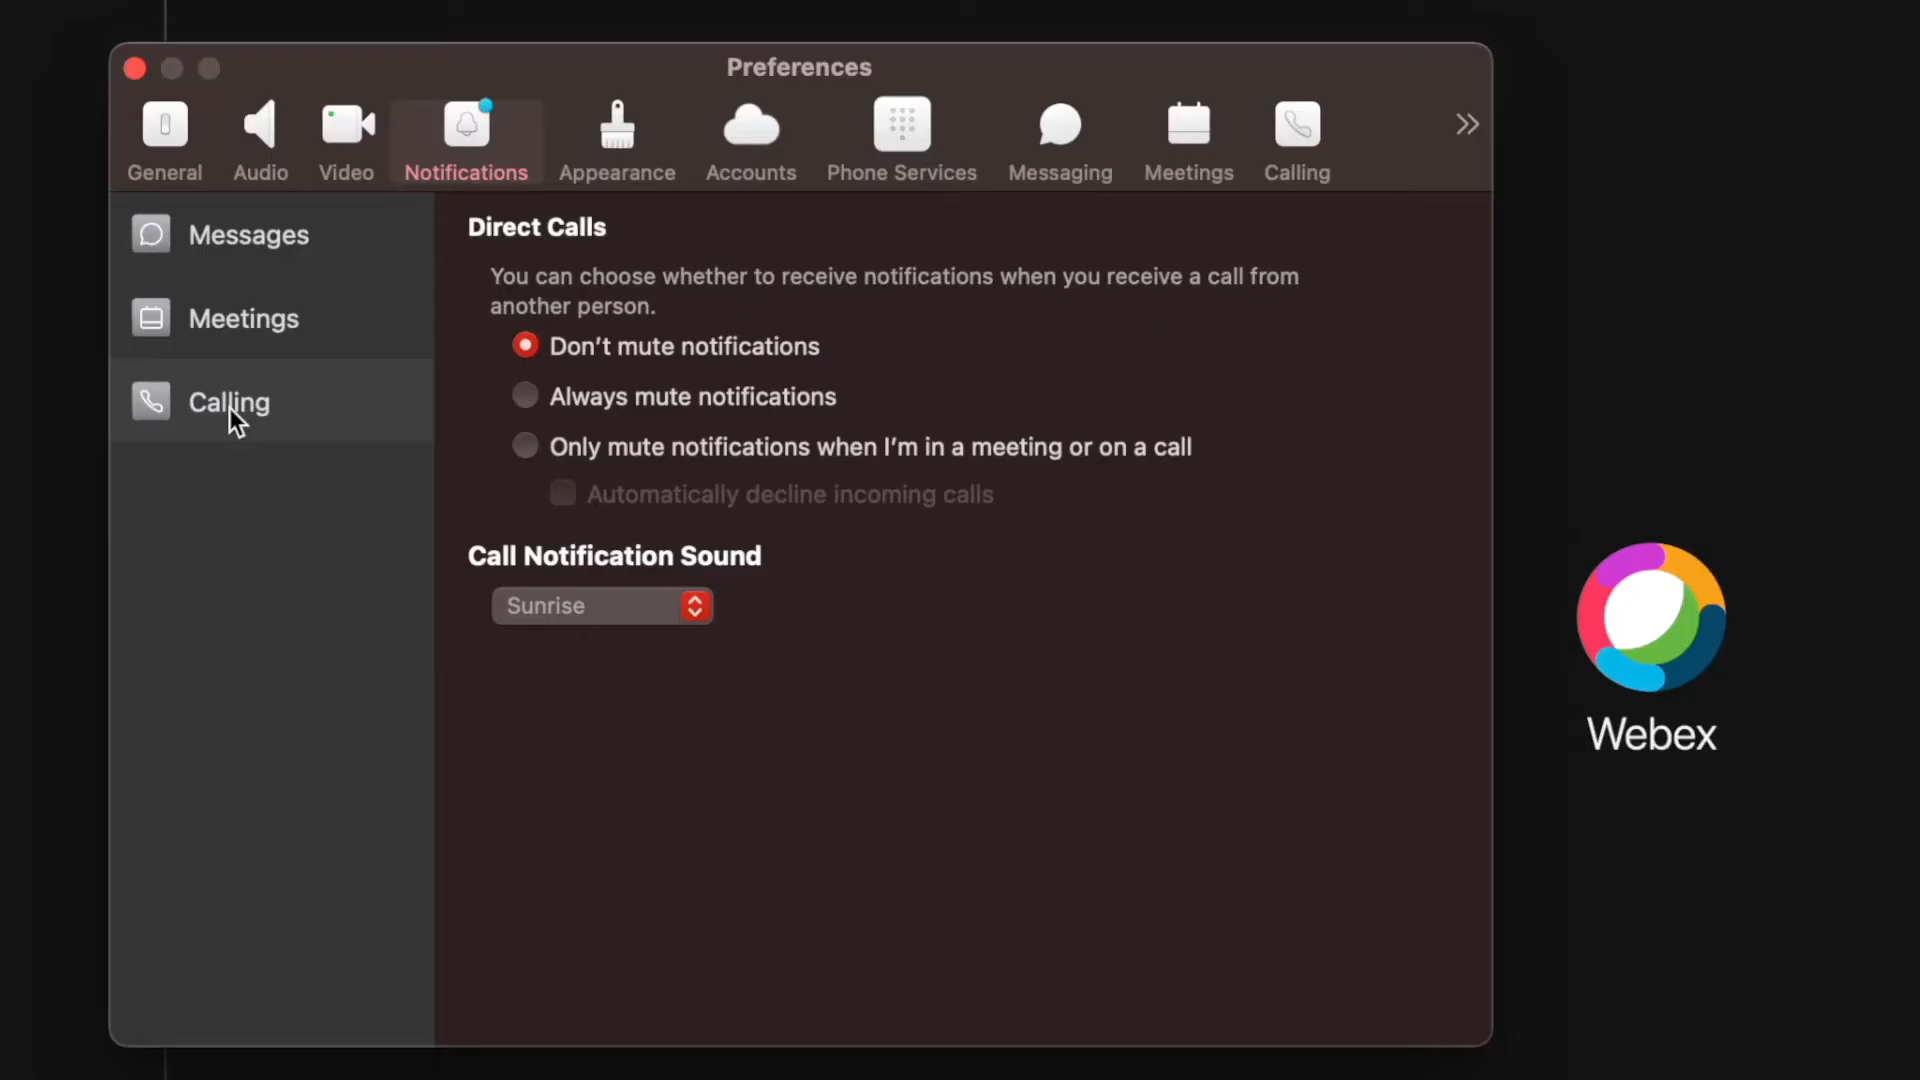 Preferences
General
Audio
Video
Notifications
Appearance
Accounts
Phone Services
Messaging
Meetings
Calling
Messages
Meetings
Calling
Direct Calls
You can choose whether to receive notifications when you receive a call from
another person.
Don't mute notifications
Always mute notifications
Only mute notifications when I'm in a meeting or on a call
Automatically decline incoming calls
Call Notification Sound
Sunrise
Webex